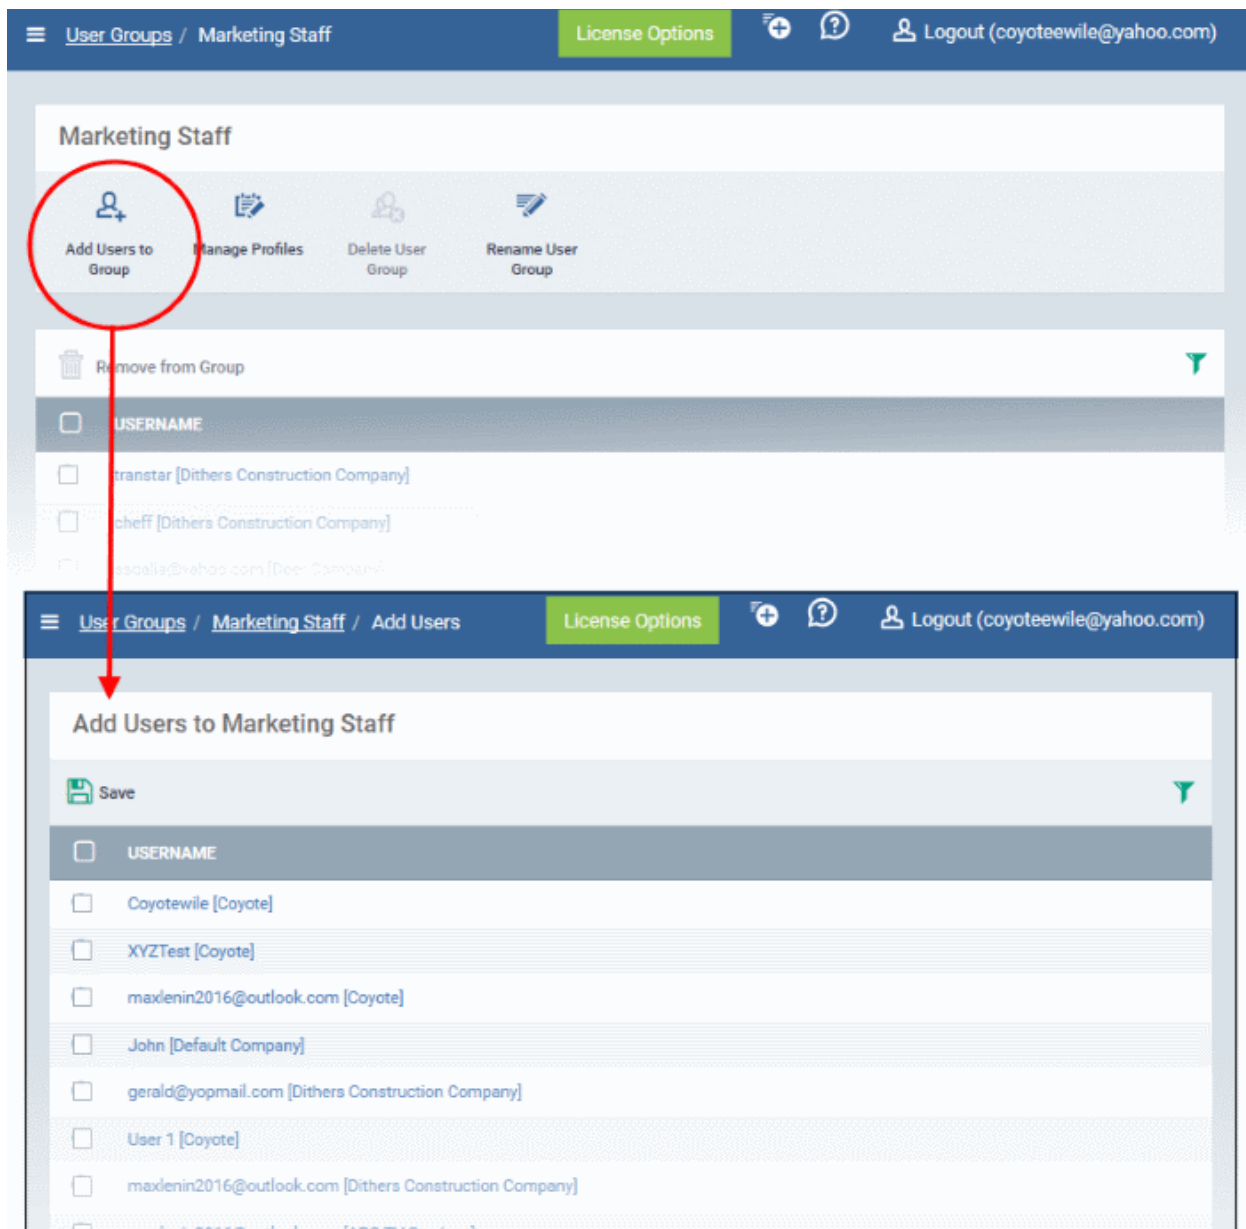 User Groups / Marketing Staff License Options Logout (coyoteewile@yahoo.com)
Marketing Staff
Add Users to Group
Manage Profiles
Delete User Group
Rename User Group
Remove from Group
USERNAME
transtar [Dithers Construction Company]
cheff [Dithers Construction Company]
User Groups / Marketing Staff / Add Users License Options Logout (coyoteewile@yahoo.com)
Add Users to Marketing Staff
Save
USERNAME
Coyotewile [Coyote]
XYZTest [Coyote]
maxlenin2016@outlook.com [Coyote]
John [Default Company]
gerald@yopmail.com [Dithers Construction Company]
User 1 [Coyote]
maxlenin2016@outlook.com [Dithers Construction Company]